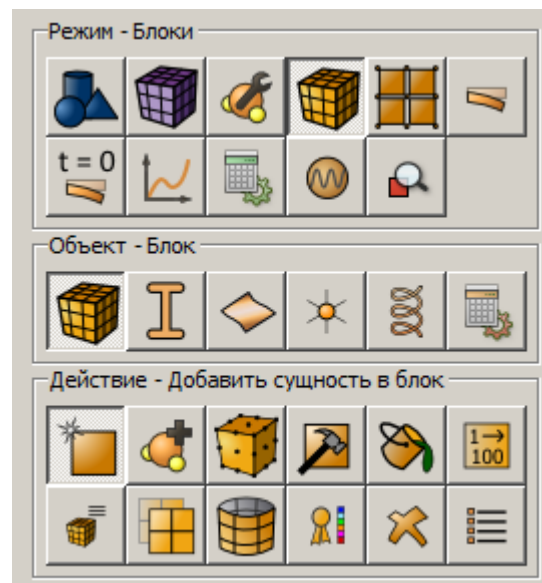 Режим - Блоки
t = 0
Объект - Блок
Действие - Добавить сущность в блок
1→
100